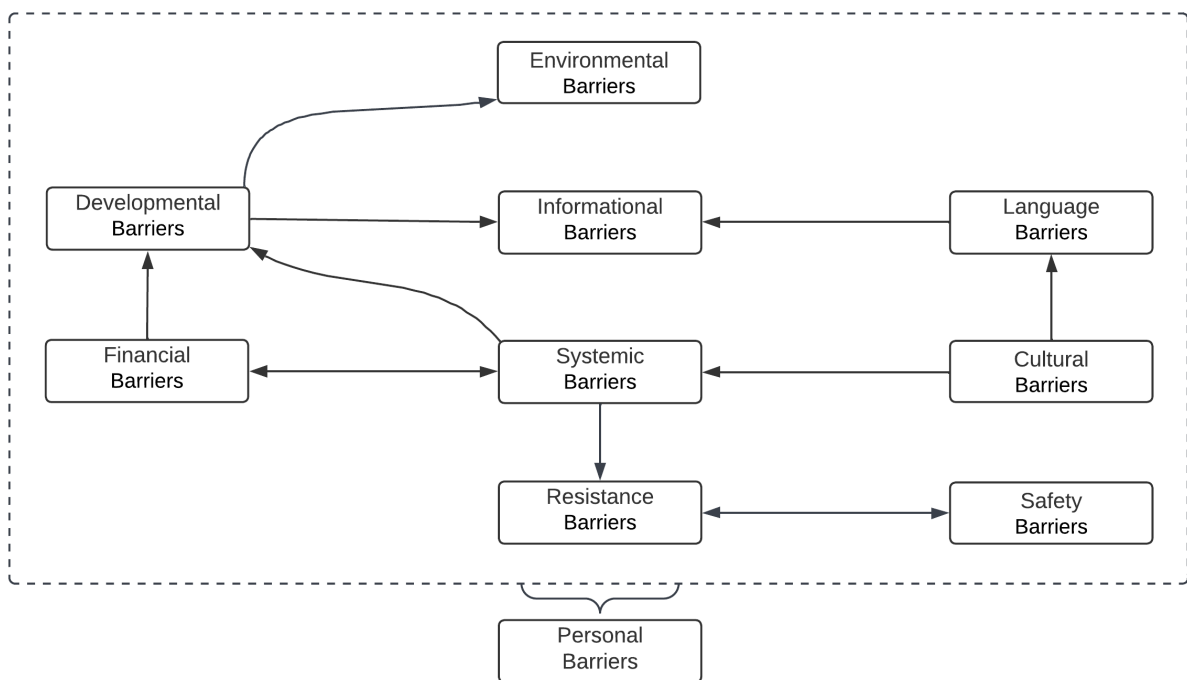 Environmental
Barriers
Developmental
Barriers
Informational
Barriers
Language
Barriers
Financial
Barriers
Systemic
Barriers
Cultural
Barriers
Resistance
Barriers
Safety
Barriers
Personal
Barriers